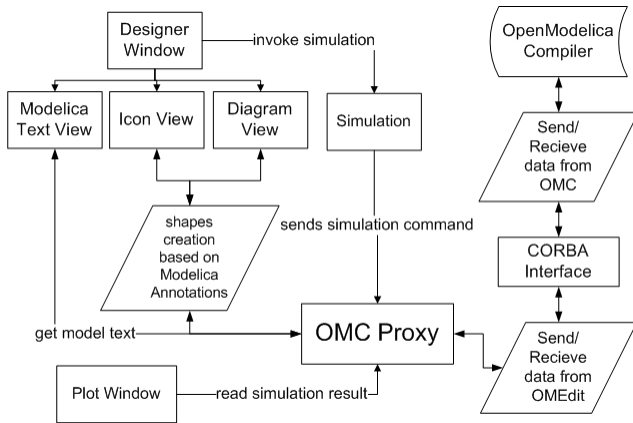 Designer
Window
invoke simulation
OpenModelica
Compiler
Modelica
Text View
Icon View
Diagram
View
Simulation
Send/
Recieve
data from
OMC
shapes
creation
based on
Modelica
Annotations
sends simulation command
CORBA
Interface
get model text
OMC Proxy
Send/
Recieve
data from
OMEdit
Plot Window
read simulation result